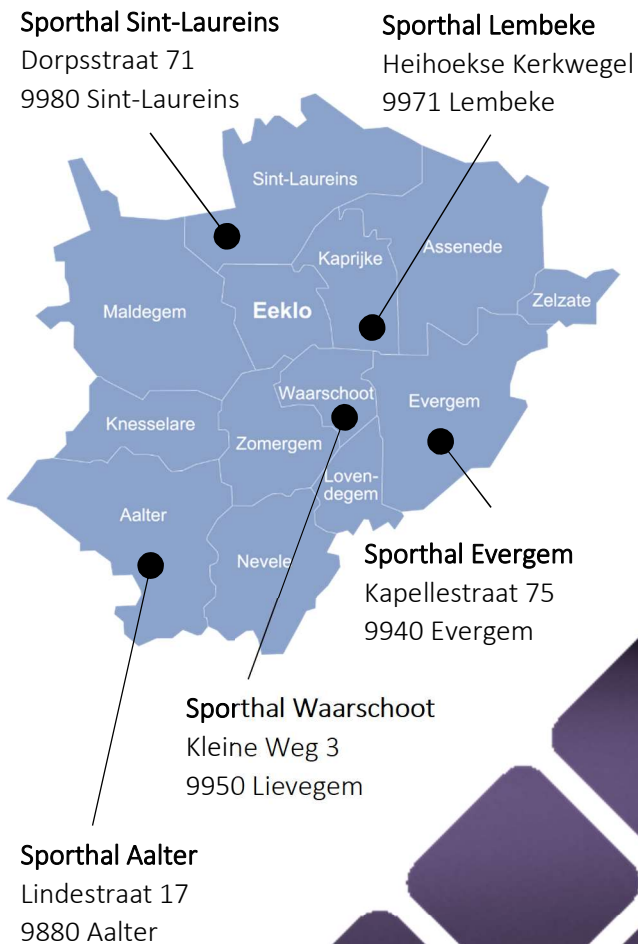 Sporthal Sint-Laureins
Dorpsstraat 71
9980 Sint-Laureins
Sporthal Lembeke
Heihoekse Kerkwegel
9971 Lembeke
Sint-Laureins
Kaprijke
Assenede
Zelzate
Maldegem
Eeklo
Waarschoot
Evergem
Knesselare
Zomergem
Loven-
degem
Aalter
Nevele
Sporthal Evergem
Kapellestraat 75
9940 Evergem
Sporthal Waarschoot
Kleine Weg 3
9950 Lievegem
Sporthal Aalter
Lindestraat 17
9880 Aalter